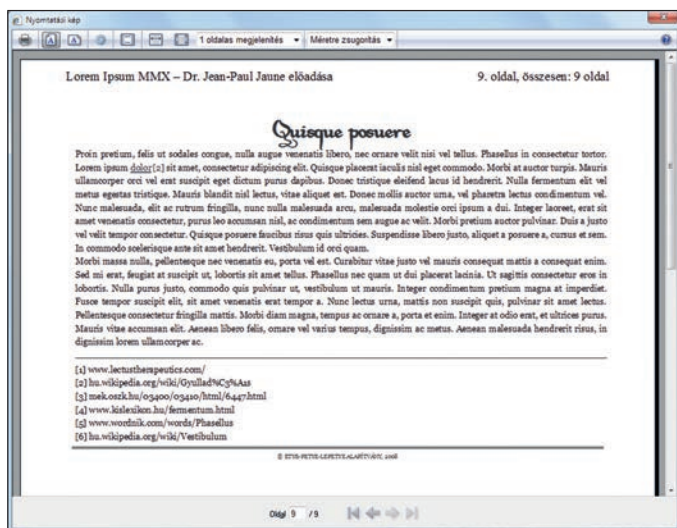 Nyomtatási kép
1 oldalas megjelenítés
Méretre zsugorítás
Lorem Ipsum MMX – Dr. Jean-Paul Jaune előadása 9. oldal, összesen: 9 oldal
Quisque posuere
Proin pretium, felis ut sodales congue, nulla augue venenatis libero, nec ornare velit nisi vel tellus. Phasellus in consectetur tortor.
Lorem ipsum dolor[2] sit amet, consectetur adipiscing elit. Quisque placerat iaculis nisl eget commodo. Morbi at auctor turpis. Mauris
ullamcorper orci vel erat suscipit eget dictum purus dapibus. Donec tristique eleifend lacus id hendrerit. Nulla fermentum elit vel
metus egestas tristique. Mauris blandit nisl lectus, vitae aliquet est. Donec mollis auctor urna, vel pharetra lectus condimentum vel.
Nunc malesuada, elit ac rutrum fringilla, nunc nulla malesuada arcu, malesuada molestie orci ipsum a dui. Integer laoreet, erat sit
amet venenatis consectetur, purus leo accumsan nisl, ac condimentum sem augue ac velit. Morbi pretium auctor pulvinar. Duis a justo
vel velit tempor consectetur. Quisque posuere faucibus risus quis ultricies. Suspendisse libero justo, aliquet a posuere a, cursus et sem.
In commodo scelerisque ante sit amet hendrerit. Vestibulum id orci quam.
Morbi massa nulla, pellentesque nec venenatis eu, porta vel est. Curabitur vitae justo vel mauris consequat mattis a consequat enim.
Sed mi erat, feugiat at suscipit ut, lobortis sit amet tellus. Phasellus nec quam ut dui placerat lacinia. Ut sagittis consectetur eros in
lobortis. Nulla purus justo, commodo quis pulvinar ut, vestibulum ut mauris. Integer condimentum pretium magna at imperdiet.
Fusce tempor suscipit elit, sit amet venenatis erat tempor a. Nunc lectus urna, mattis non suscipit quis, pulvinar sit amet lectus.
Pellentesque consectetur fringilla mattis. Morbi diam magna, tempus ac ornare a, porta et enim. Integer at odio erat, et ultrices purus.
Mauris vitae accumsan elit. Aenean libero felis, ornare vel varius tempus, dignissim ac metus. Aenean malesuada hendrerit risus, in
dignissim lorem ullamcorper ac.
[1] www.lectustherapeutics.com/
[2] hu.wikipedia.org/wiki/Gyullad%C3%A1s
[3] mek.oszk.hu/03400/03410/html/6447.html
[4] www.kislexikon.hu/fermentum.html
[5] www.wordnik.com/words/Phasellus
[6] hu.wikipedia.org/wiki/Vestibulum
Oldal 9 / 9